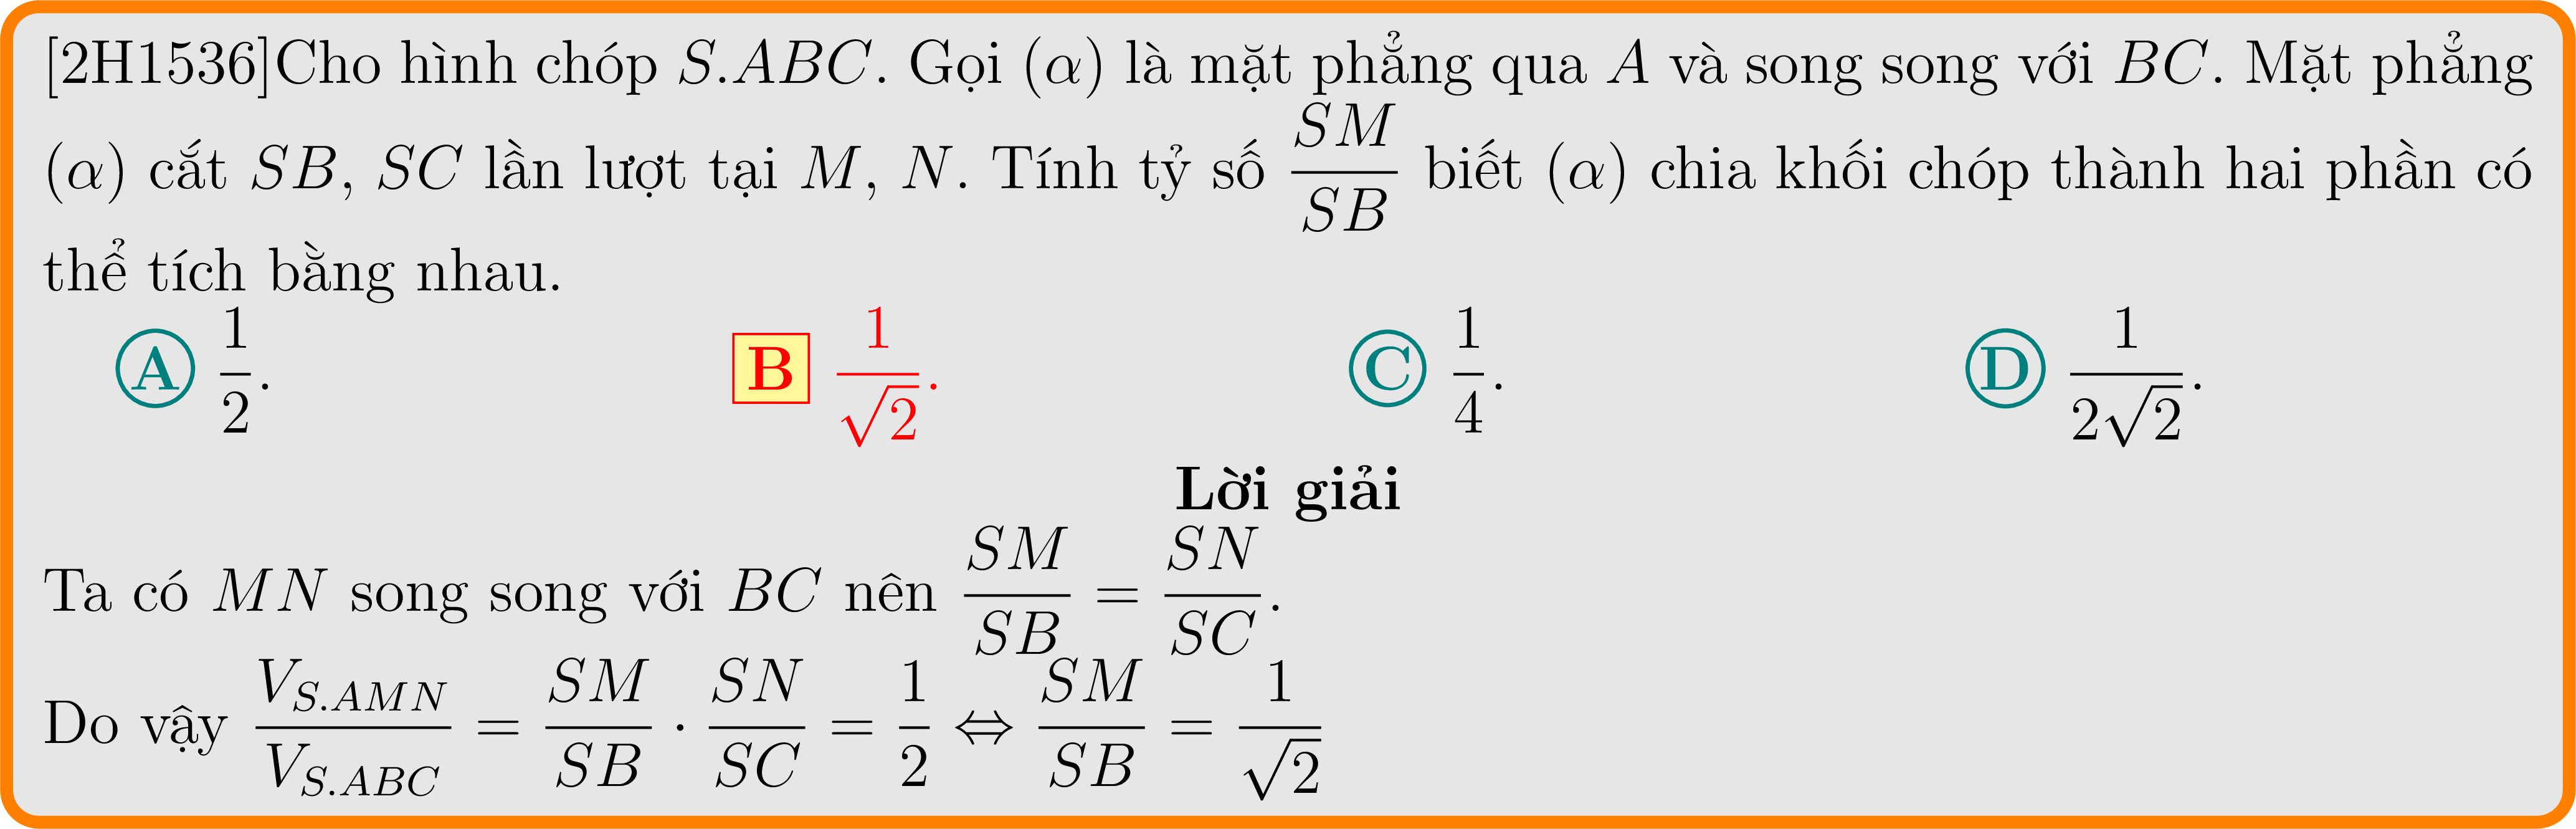 [2H1536]Cho hình chóp S.ABC. Gọi (α) là mặt phẳng qua A và song song với BC. Mặt phẳng
(α) cắt SB, SC lần lượt tại M, N. Tính tỷ số \frac{SM}{SB} biết (α) chia khối chóp thành hai phần có
thể tích bằng nhau.
A \frac{1}{2}. B \frac{1}{\sqrt{2}}. C \frac{1}{4}. D \frac{1}{2\sqrt{2}}.
Lời giải
Ta có MN song song với BC nên \frac{SM}{SB} = \frac{SN}{SC}.
Do vậy \frac{V_{S.AMN}}{V_{S.ABC}} = \frac{SM}{SB} · \frac{SN}{SC} = \frac{1}{2} ⇔ \frac{SM}{SB} = \frac{1}{\sqrt{2}}